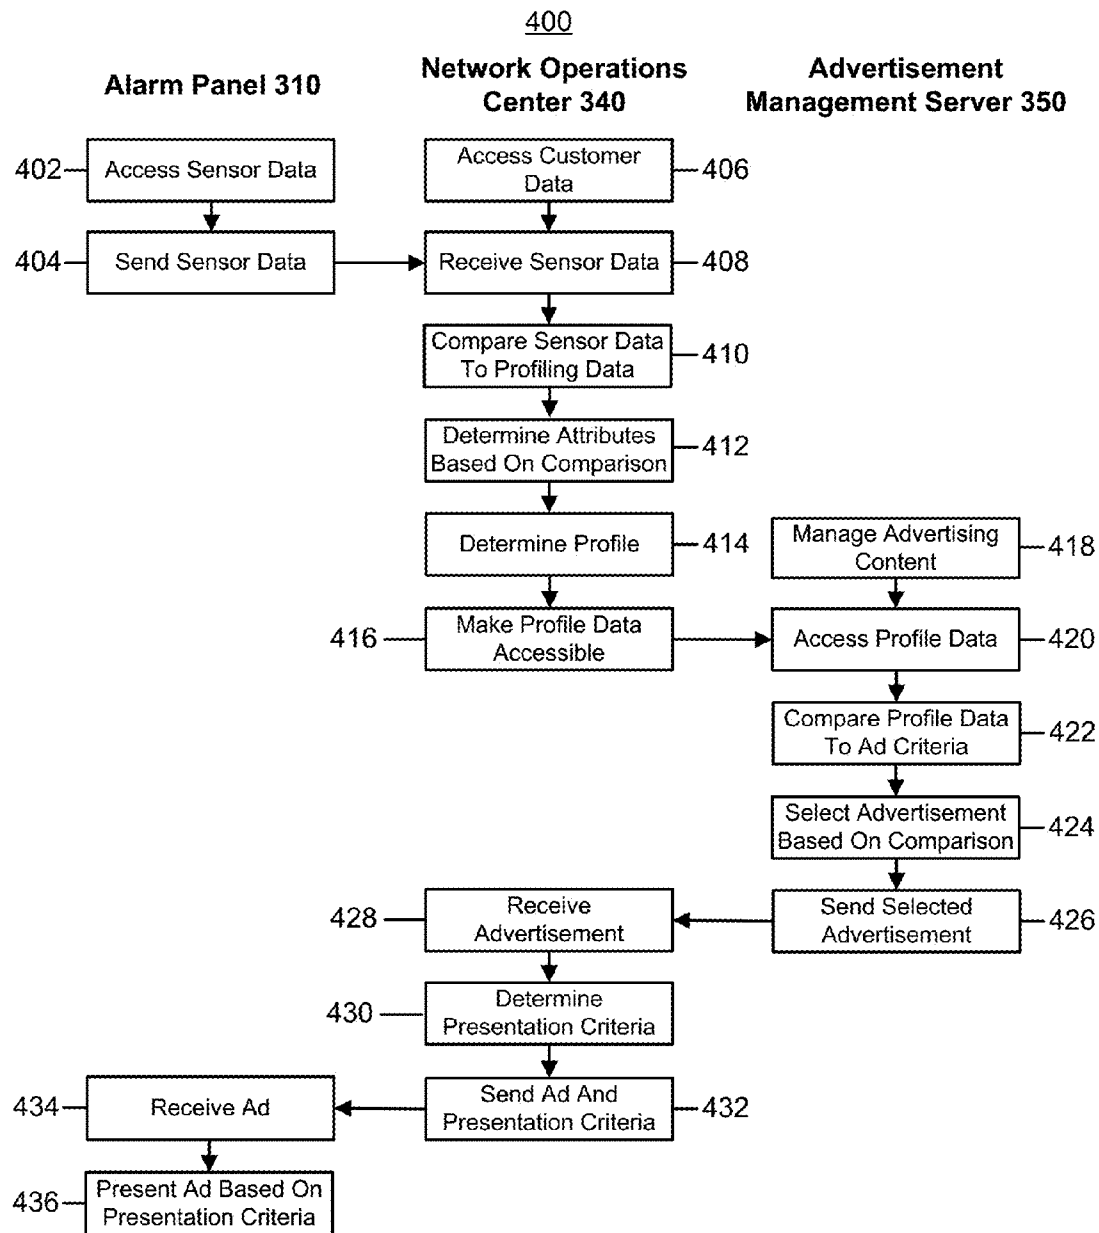 400
Alarm Panel 310
Network Operations
Center 340
Advertisement
Management Server 350
402
Access Sensor Data
Access Customer
Data
406
404
Send Sensor Data
Receive Sensor Data
408
Compare Sensor Data
To Profiling Data
410
Determine Attributes
Based On Comparison
412
Determine Profile
414
Manage Advertising
Content
418
416
Make Profile Data
Accessible
Access Profile Data
420
Compare Profile Data
To Ad Criteria
422
Select Advertisement
Based On Comparison
424
428
Receive
Advertisement
Send Selected
Advertisement
426
430
Determine
Presentation Criteria
434
Receive Ad
Send Ad And
Presentation Criteria
432
436
Present Ad Based On
Presentation Criteria